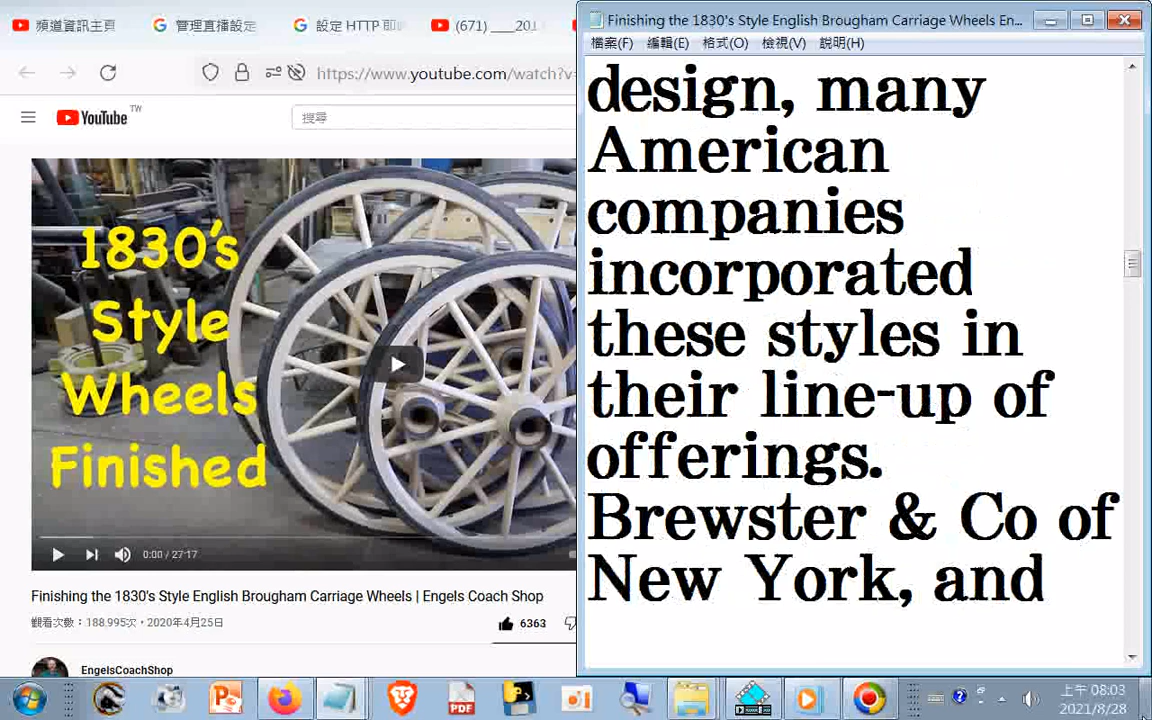 頻道資訊主頁
管理直播設定
設定 HTTP 即
(671) ___201
https://www.youtube.com/watch?v=
YouTube TW
搜尋
1830's
Style
Wheels
Finished
0:00 / 27:17
Finishing the 1830's Style English Brougham Carriage Wheels | Engels Coach Shop
觀看次數：188,995次・2020年4月25日
6363
EngelsCoachShop
Finishing the 1830's Style English Brougham Carriage Wheels En...
檔案(F) 編輯(E) 格式(O) 檢視(V) 說明(H)
design, many
American
companies
incorporated
these styles in
their line-up of
offerings.
Brewster & Co of
New York, and
PDF
上午 08:03
2021/8/28